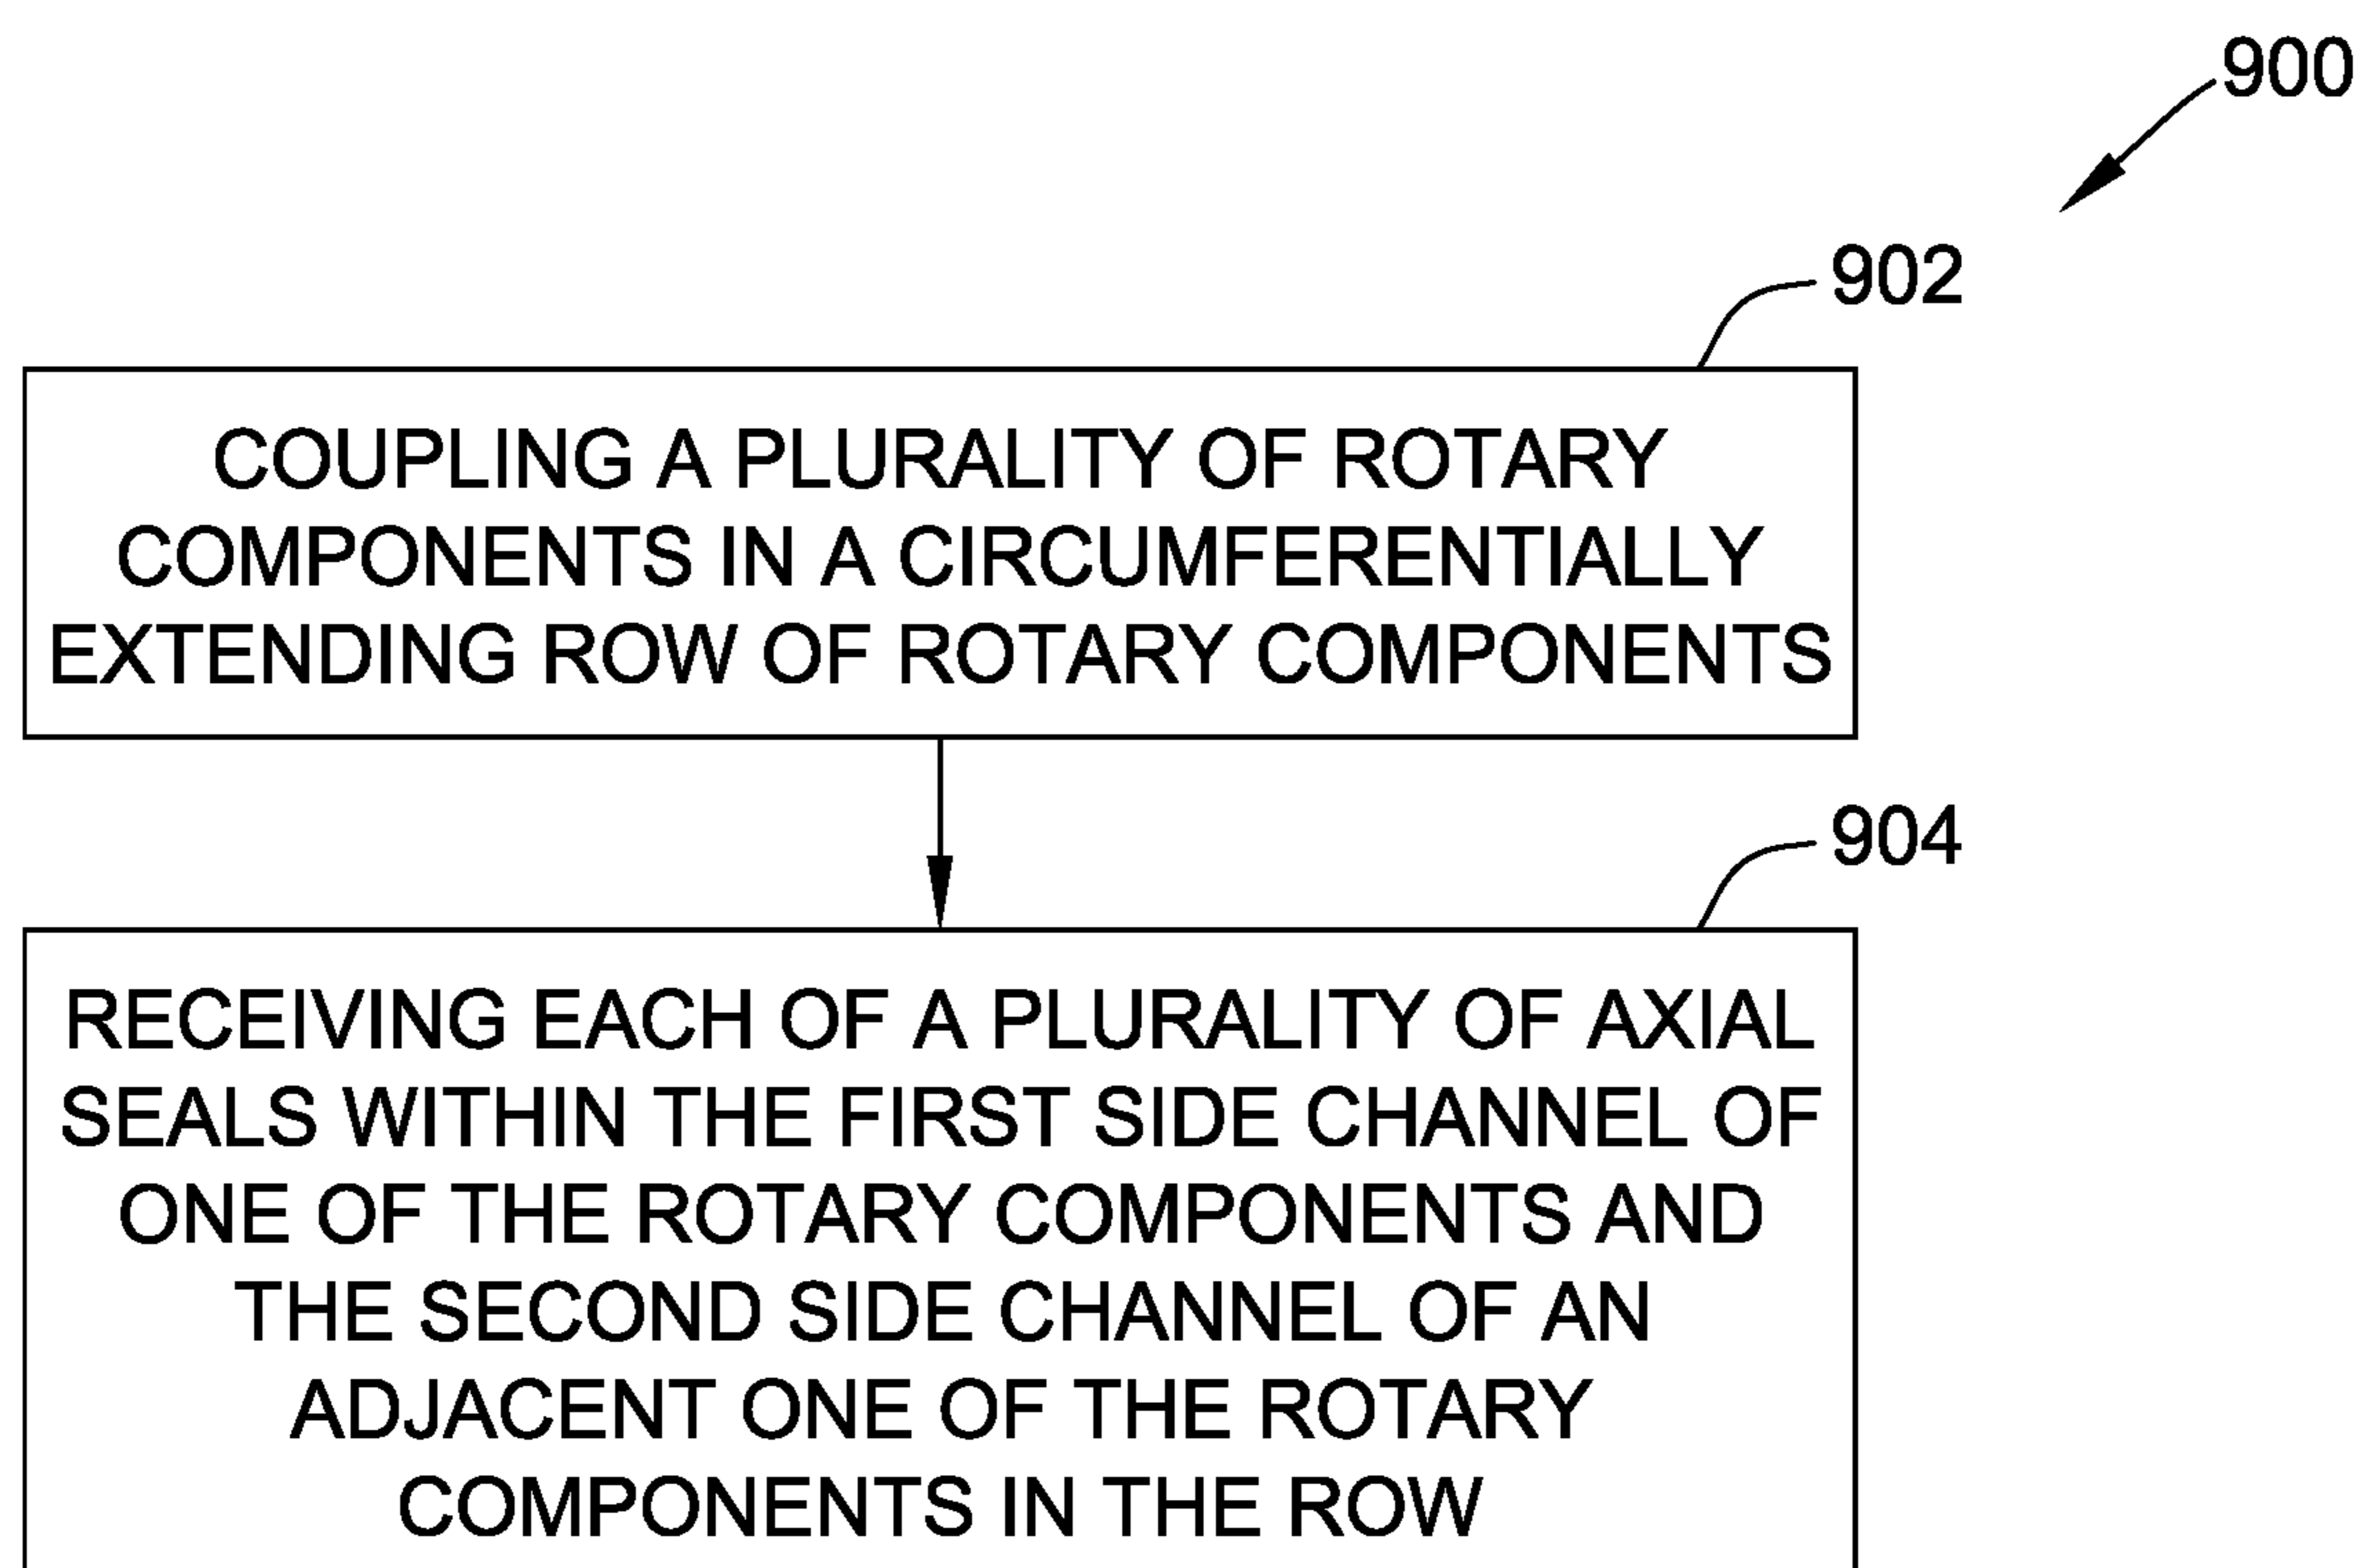 900
902
COUPLING A PLURALITY OF ROTARY
COMPONENTS IN A CIRCUMFERENTIALLY
EXTENDING ROW OF ROTARY COMPONENTS
904
RECEIVING EACH OF A PLURALITY OF AXIAL
SEALS WITHIN THE FIRST SIDE CHANNEL OF
ONE OF THE ROTARY COMPONENTS AND
THE SECOND SIDE CHANNEL OF AN
ADJACENT ONE OF THE ROTARY
COMPONENTS IN THE ROW